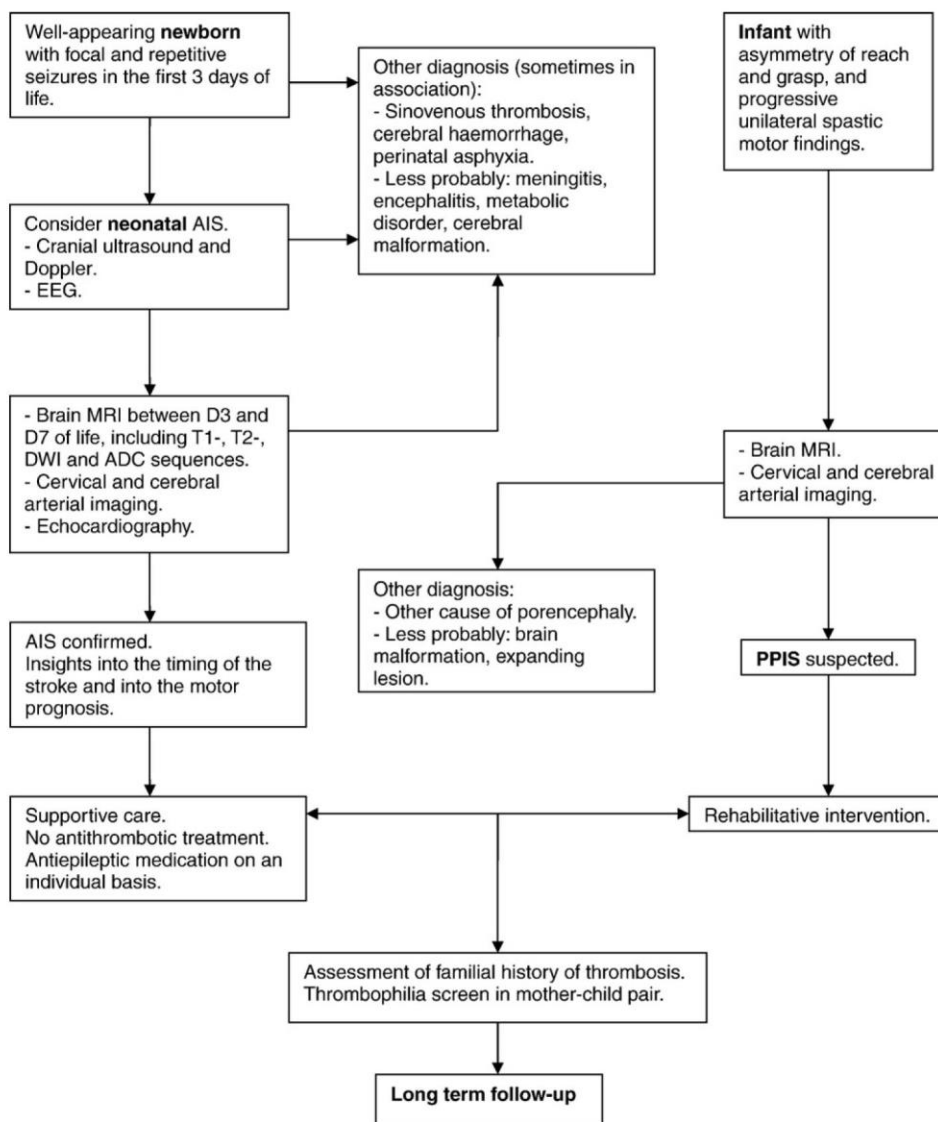 Well-appearing newborn
with focal and repetitive
seizures in the first 3 days of
life.
Other diagnosis (sometimes in
association):
- Sinovenous thrombosis,
cerebral haemorrhage,
perinatal asphyxia.
- Less probably: meningitis,
encephalitis, metabolic
disorder, cerebral
malformation.
Infant with
asymmetry of reach
and grasp, and
progressive
unilateral spastic
motor findings.
Consider neonatal AIS.
- Cranial ultrasound and
Doppler.
- EEG.
- Brain MRI between D3 and
D7 of life, including T1-, T2-,
DWI and ADC sequences.
- Cervical and cerebral
arterial imaging.
- Echocardiography.
- Brain MRI.
- Cervical and cerebral
arterial imaging.
Other diagnosis:
- Other cause of porencephaly.
- Less probably: brain
malformation, expanding
lesion.
AIS confirmed.
Insights into the timing of the
stroke and into the motor
prognosis.
PPIS suspected.
Supportive care.
No antithrombotic treatment.
Antiepileptic medication on an
individual basis.
Rehabilitative intervention.
Assessment of familial history of thrombosis.
Thrombophilia screen in mother-child pair.
Long term follow-up